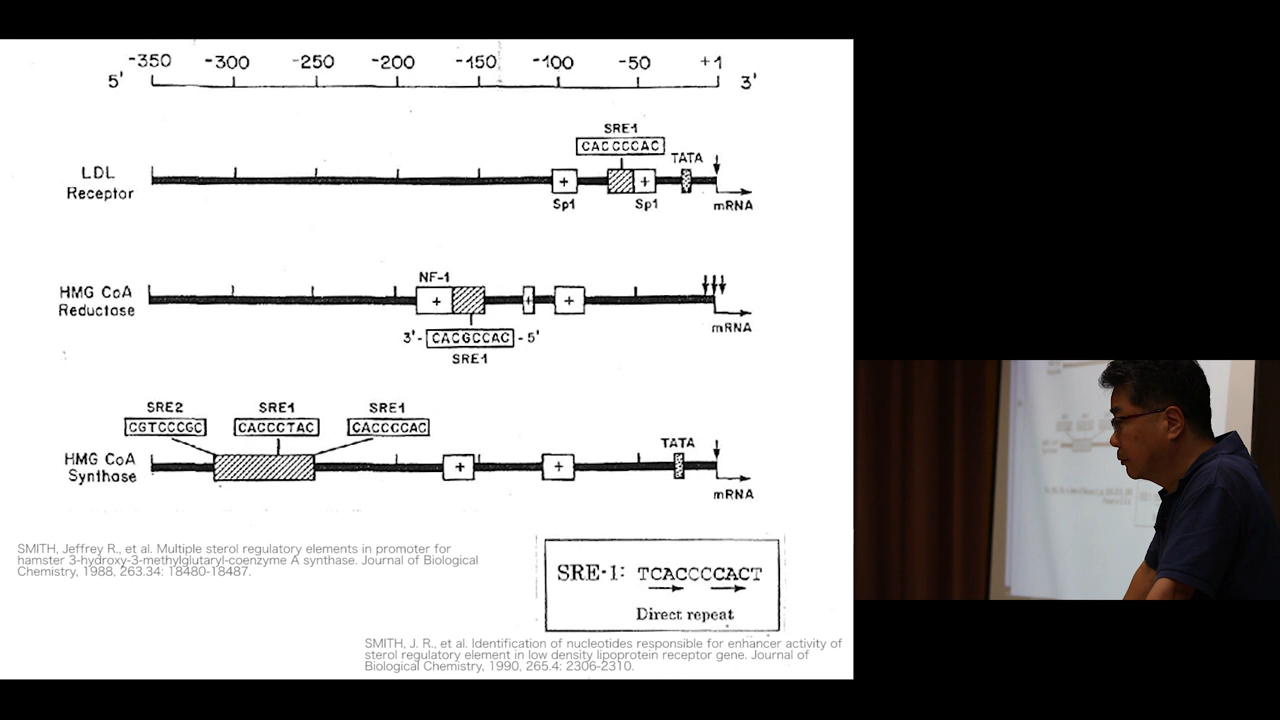 -350 -300 -250 -200 -150 -100 -50 +1
5' 3'
SRE1
CACCCCAC
TATA
LDL
Receptor
+ +
Sp1 Sp1
mRNA
NF-1
HMG CoA
Reductase
+ + +
mRNA
3'- CACGCCAC -5'
SRE1
SRE2 SRE1 SRE1
CGTCCCGC CACCCTAC CACCCCAC
TATA
HMG CoA
Synthase
+ +
mRNA
SMITH, Jeffrey R., et al. Multiple sterol regulatory elements in promoter for
hamster 3-hydroxy-3-methylglutaryl-coenzyme A synthase. Journal of Biological
Chemistry, 1988, 263.34: 18480-18487.
SRE-1: TCACCCCACT
Direct repeat
SMITH, J. R., et al. Identification of nucleotides responsible for enhancer activity of
sterol regulatory element in low density lipoprotein receptor gene. Journal of
Biological Chemistry, 1990, 265.4: 2306-2310.